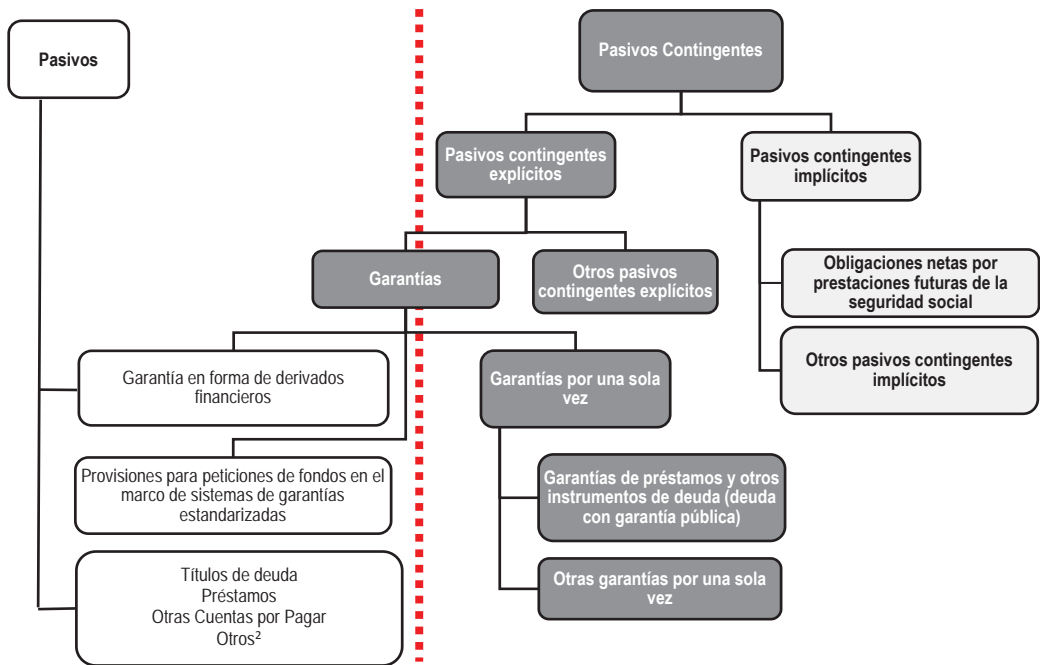 Pasivos
Pasivos Contingentes
Pasivos contingentes
explícitos
Pasivos contingentes
implícitos
Garantías
Otros pasivos
contingentes explícitos
Obligaciones netas por
prestaciones futuras de la
seguridad social
Otros pasivos contingentes
implícitos
Garantía en forma de derivados
financieros
Garantías por una sola
vez
Provisiones para peticiones de fondos en el
marco de sistemas de garantías
estandarizadas
Garantías de préstamos y otros
instrumentos de deuda (deuda
con garantía pública)
Títulos de deuda
Préstamos
Otras Cuentas por Pagar
Otros²
Otras garantías por una sola
vez